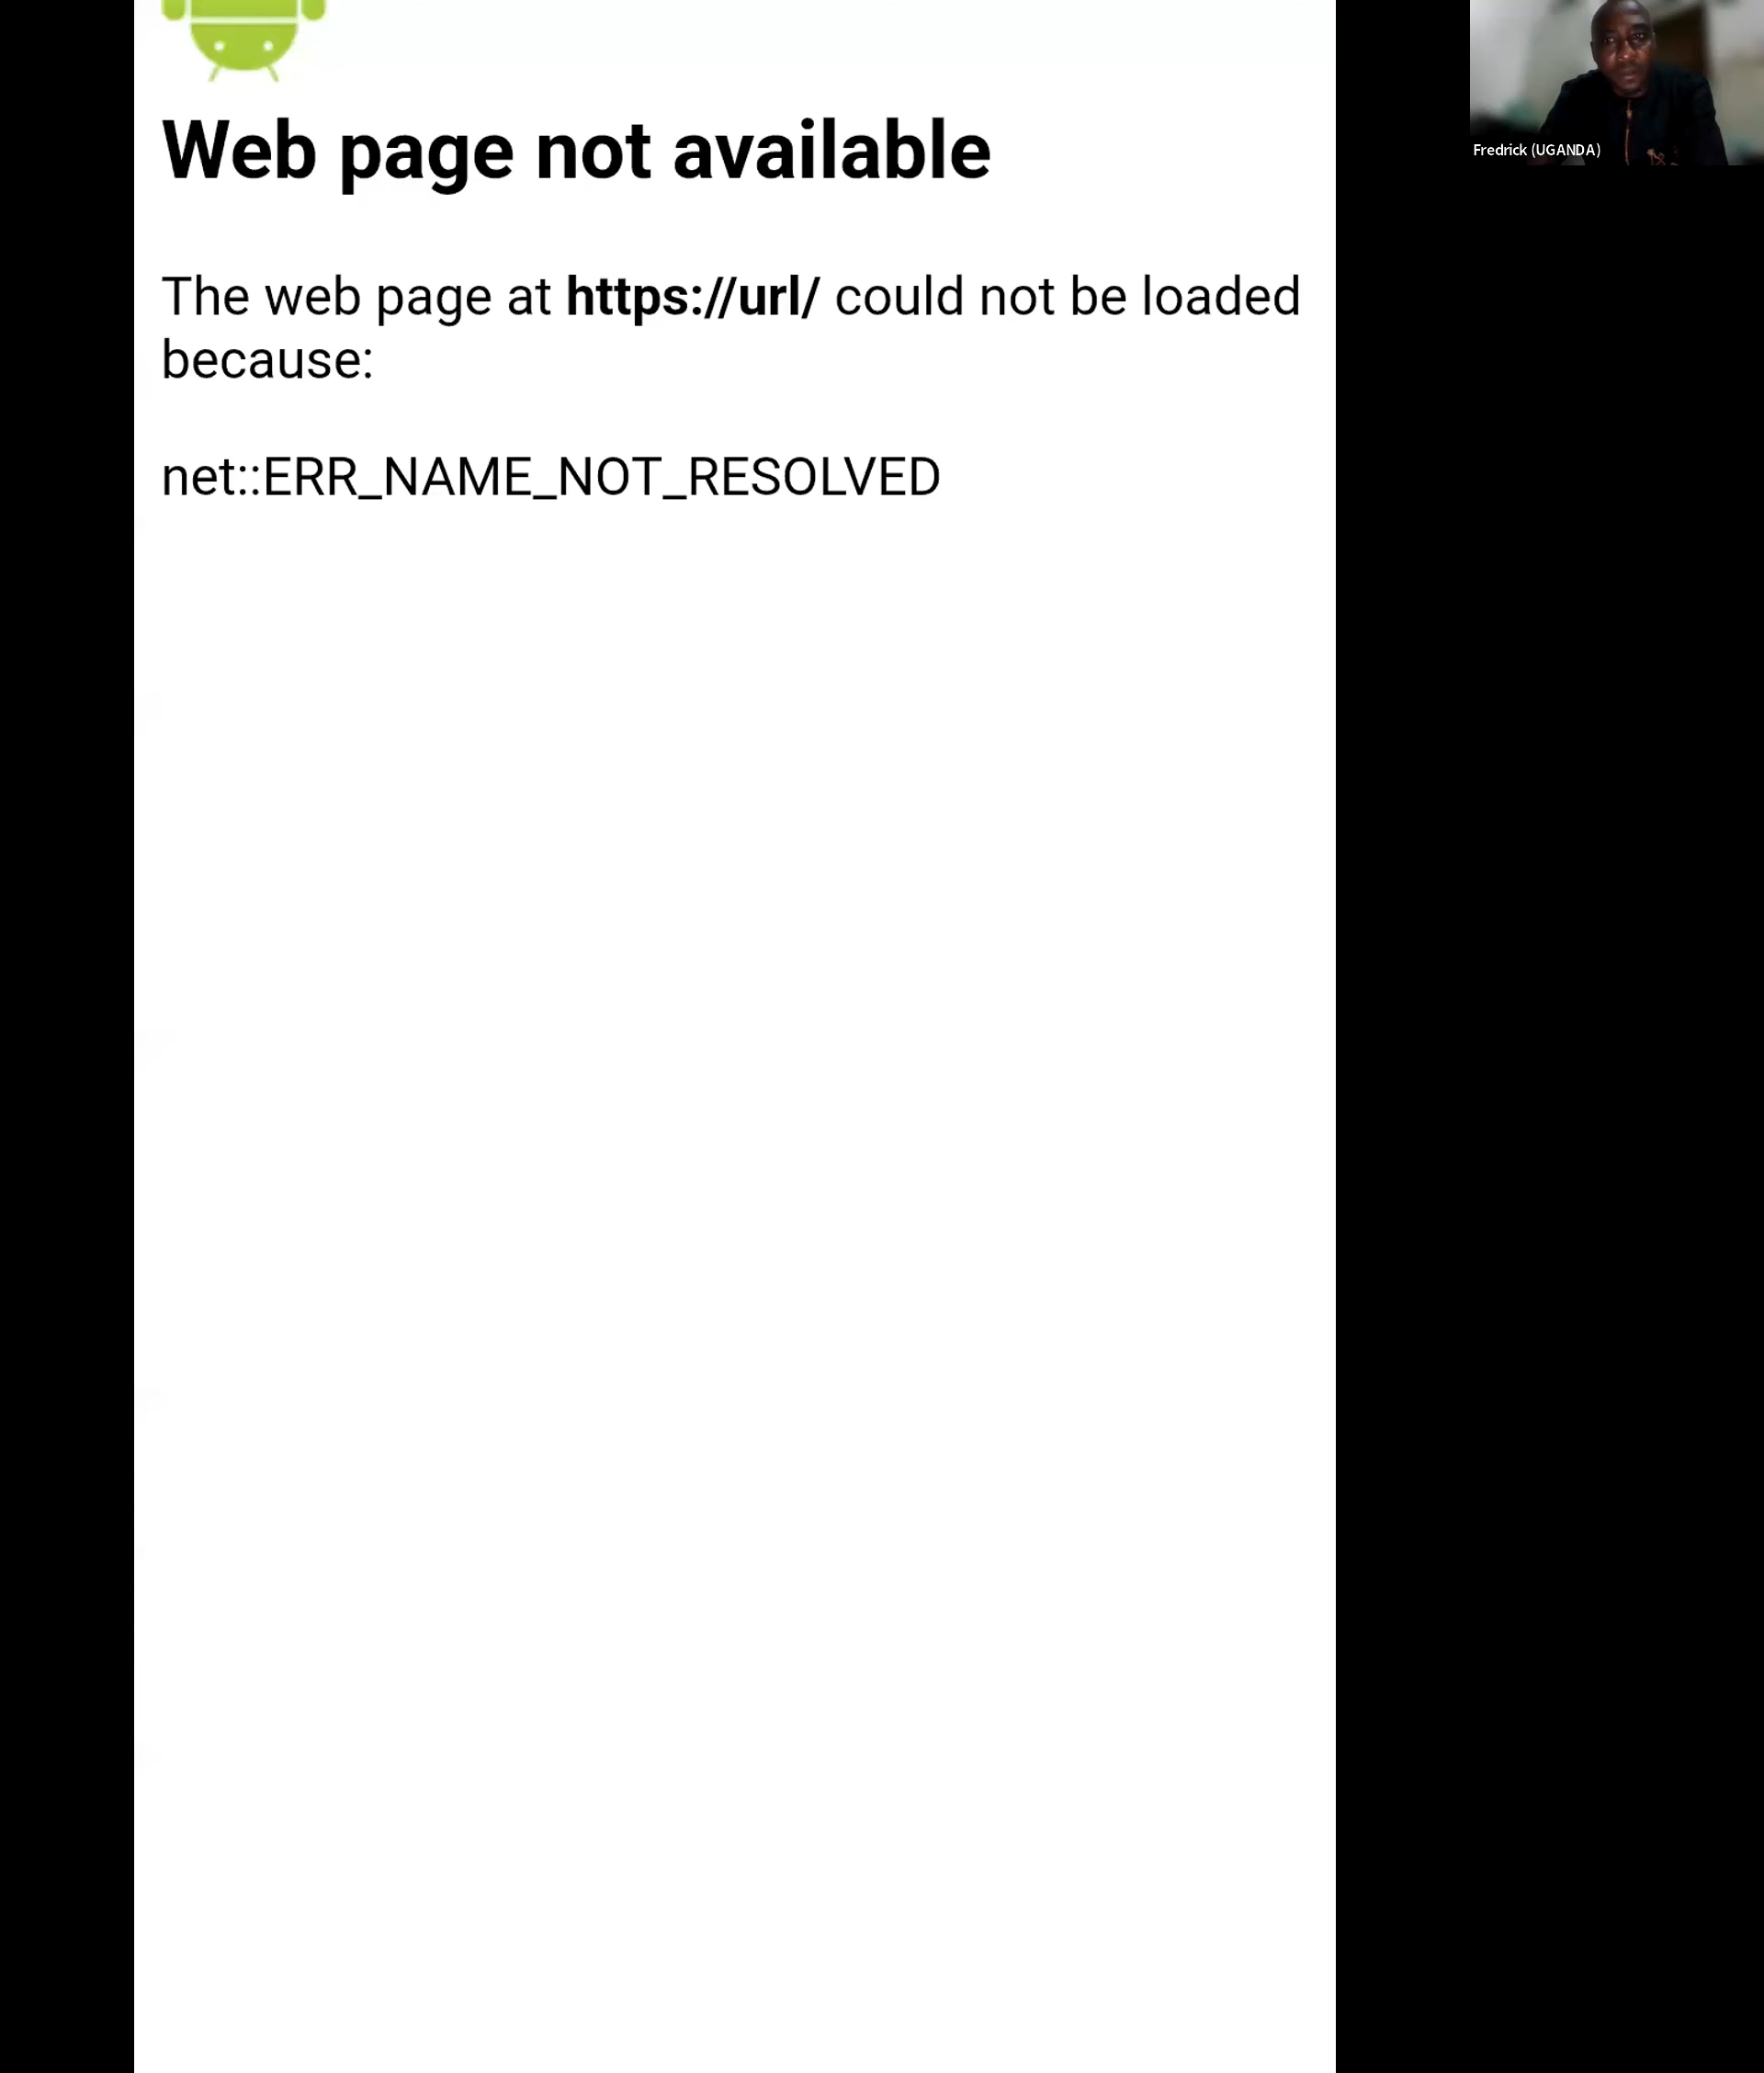 Web page not available
The web page at https://url/ could not be loaded
because:
net::ERR_NAME_NOT_RESOLVED
Fredrick (UGANDA)